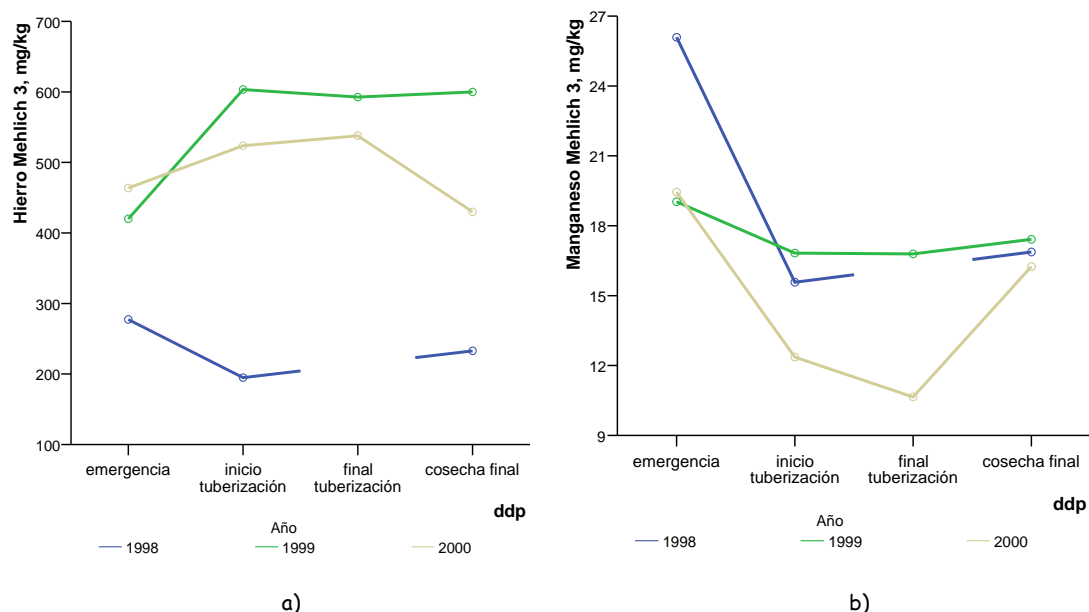 Hierro Mehlich 3, mg/kg
700
600
500
400
300
200
100
emergencia
inicio
tuberización
final
tuberización
cosecha final
ddp
Año
1998
1999
2000
a)
Manganeso Mehlich 3, mg/kg
27
24
21
18
15
12
9
emergencia
inicio
tuberización
final
tuberización
cosecha final
ddp
Año
1998
1999
2000
b)